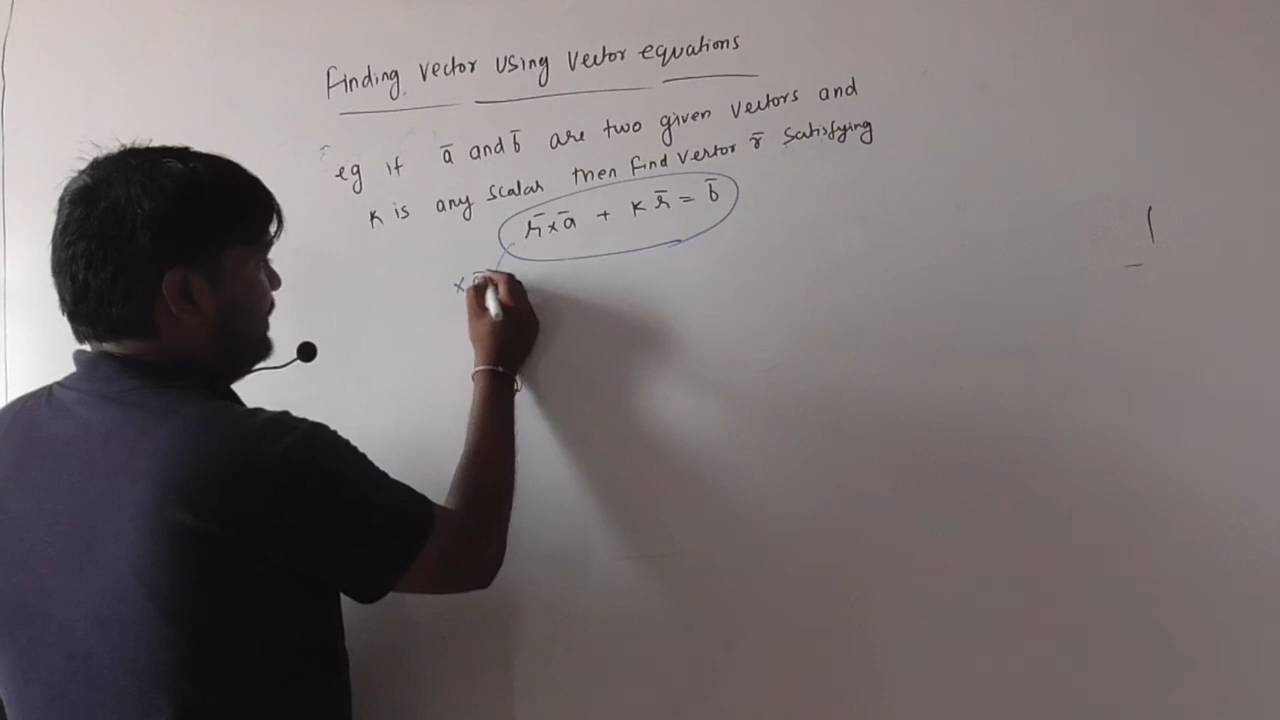 Finding vector using vector equations
eg if a̅ and b̅ are two given vectors and
K is any scalar then find vector r̅ satisfying
r̅×a̅ + K r̅ = b̅
×